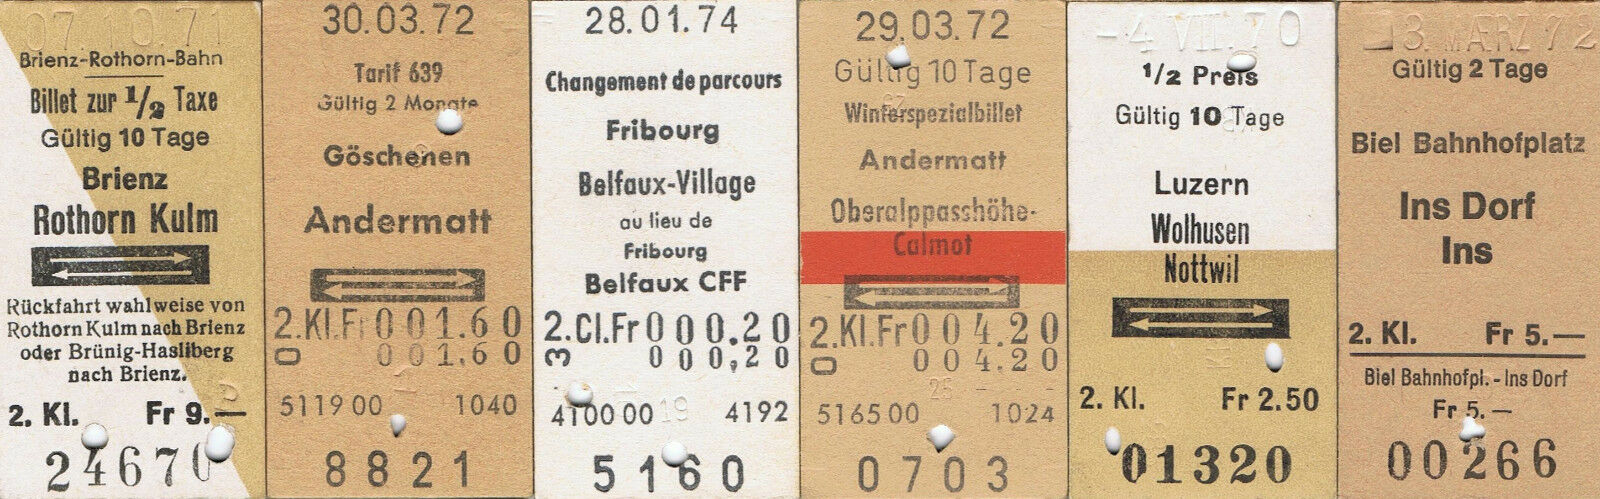 07.10.71
Brienz-Rothorn-Bahn
Billet zur 1/2 Taxe
Gültig 10 Tage
Brienz
Rothorn Kulm
Rückfahrt wahlweise von
Rothorn Kulm nach Brienz
oder Brünig-Hasliberg
nach Brienz.
2. Kl. Fr 9.—
24670
30.03.72
Tarif 639
Gültig 2 Monate
Göschenen
Andermatt
2.Kl.Fr 001.60
0 001.60
5119 00 1040
8821
28.01.74
Changement de parcours
Fribourg
Belfaux-Village
au lieu de
Fribourg
Belfaux CFF
2.Cl.Fr 000.20
3 000,20
4100 00 19 4192
5160
29.03.72
Gültig 10 Tage
Winterspezialbillet
Andermatt
Oberalppasshöhe-
Calmot
2.Kl.Fr 004.20
0 004.20
25
5165 00 1024
0703
-4. VII. 70
1/2 Preis
Gültig 10 Tage
Luzern
Wolhusen
Nottwil
2. Kl. Fr 2.50
01320
3. MÆRZ 72
Gültig 2 Tage
Biel Bahnhofplatz
Ins Dorf
Ins
2. Kl. Fr 5.—
Biel Bahnhofpl. - Ins Dorf
Fr 5.—
00266